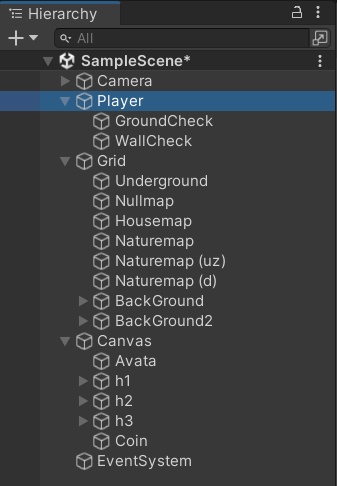 Hierarchy
All
SampleScene*
Camera
Player
GroundCheck
WallCheck
Grid
Underground
Nullmap
Housemap
Naturemap
Naturemap (uz)
Naturemap (d)
BackGround
BackGround2
Canvas
Avata
h1
h2
h3
Coin
EventSystem